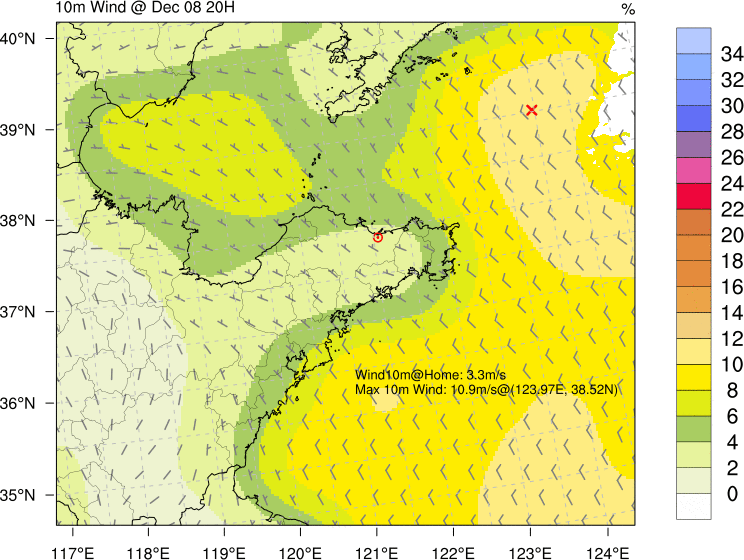 10m Wind @ Dec 08 20H
%
40°N
39°N
38°N
37°N
36°N
35°N
117°E
118°E
119°E
120°E
121°E
122°E
123°E
124°E
Wind10m@Home: 3.3m/s
Max 10m Wind: 10.9m/s@(123.97E, 38.52N)
34
32
30
28
26
24
22
20
18
16
14
12
10
8
6
4
2
0